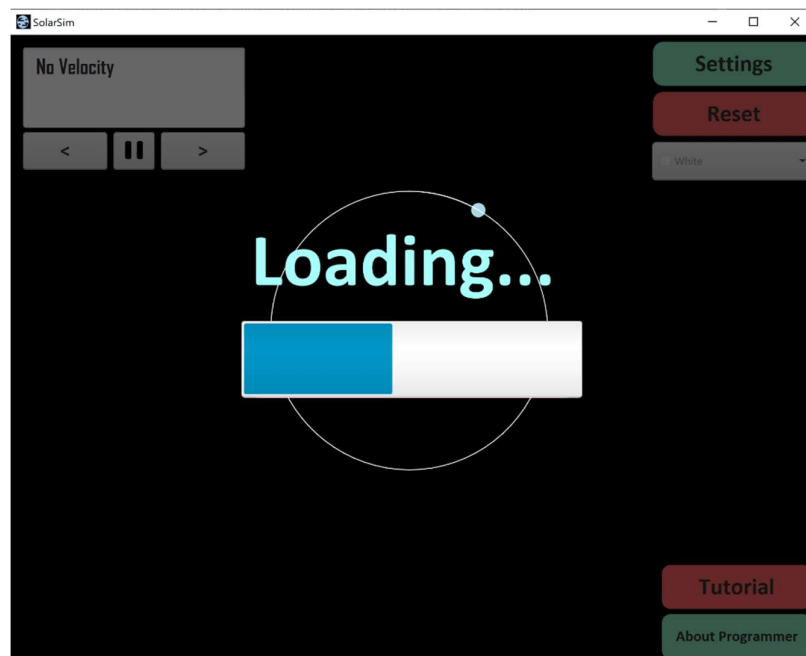 SolarSim
No Velocity
< >
Settings
Reset
White
Loading...
Tutorial
About Programmer